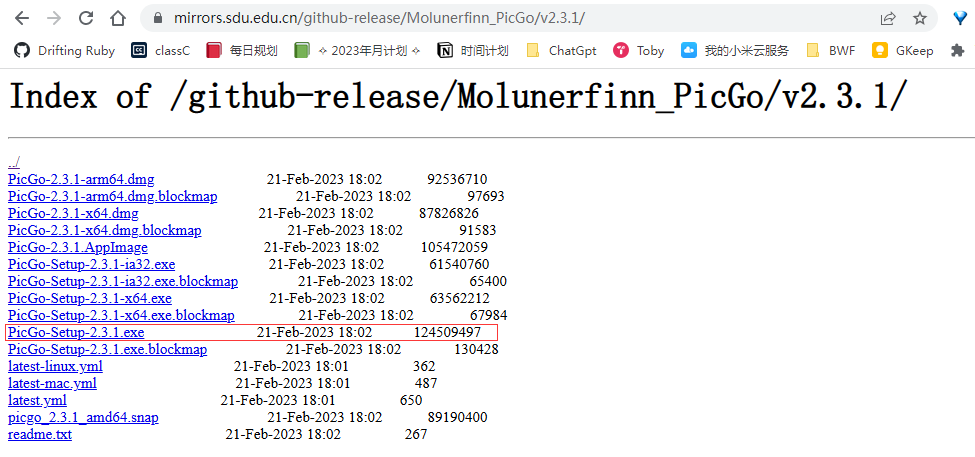 mirrors.sdu.edu.cn/github-release/Molunerfinn_PicGo/v2.3.1/
Drifting Ruby classC 每日规划 ✧ 2023年月计划 ✧ 时间计划 ChatGpt Toby 我的小米云服务 BWF GKeep
Index of /github-release/Molunerfinn_PicGo/v2.3.1/
../
PicGo-2.3.1-arm64.dmg 21-Feb-2023 18:02 92536710
PicGo-2.3.1-arm64.dmg.blockmap 21-Feb-2023 18:02 97693
PicGo-2.3.1-x64.dmg 21-Feb-2023 18:02 87826826
PicGo-2.3.1-x64.dmg.blockmap 21-Feb-2023 18:02 91583
PicGo-2.3.1.AppImage 21-Feb-2023 18:02 105472059
PicGo-Setup-2.3.1-ia32.exe 21-Feb-2023 18:02 61540760
PicGo-Setup-2.3.1-ia32.exe.blockmap 21-Feb-2023 18:02 65400
PicGo-Setup-2.3.1-x64.exe 21-Feb-2023 18:02 63562212
PicGo-Setup-2.3.1-x64.exe.blockmap 21-Feb-2023 18:02 67984
PicGo-Setup-2.3.1.exe 21-Feb-2023 18:02 124509497
PicGo-Setup-2.3.1.exe.blockmap 21-Feb-2023 18:02 130428
latest-linux.yml 21-Feb-2023 18:01 362
latest-mac.yml 21-Feb-2023 18:01 487
latest.yml 21-Feb-2023 18:01 650
picgo_2.3.1_amd64.snap 21-Feb-2023 18:02 89190400
readme.txt 21-Feb-2023 18:02 267